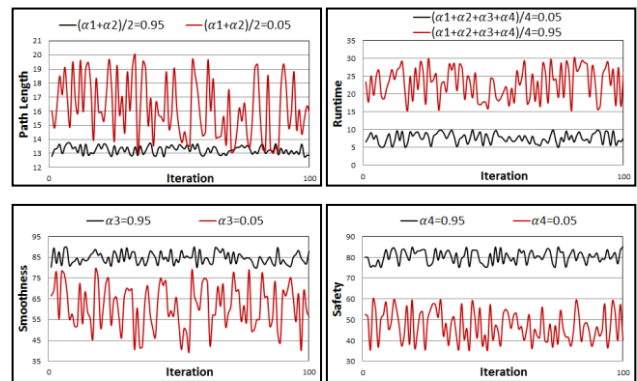 (α1+α2)/2=0.95 (α1+α2)/2=0.05
21
20
19
18
17
16
15
14
13
12
Path Length
0 100
Iteration
(α1+α2+α3+α4)/4=0.05
(α1+α2+α3+α4)/4=0.95
35
30
25
20
15
10
5
0
Runtime
0 100
Iteration
α3=0.95 α3=0.05
95
85
75
65
55
45
35
Smoothness
0 100
Iteration
α4=0.95 α4=0.05
90
80
70
60
50
40
30
Safety
0 100
Iteration